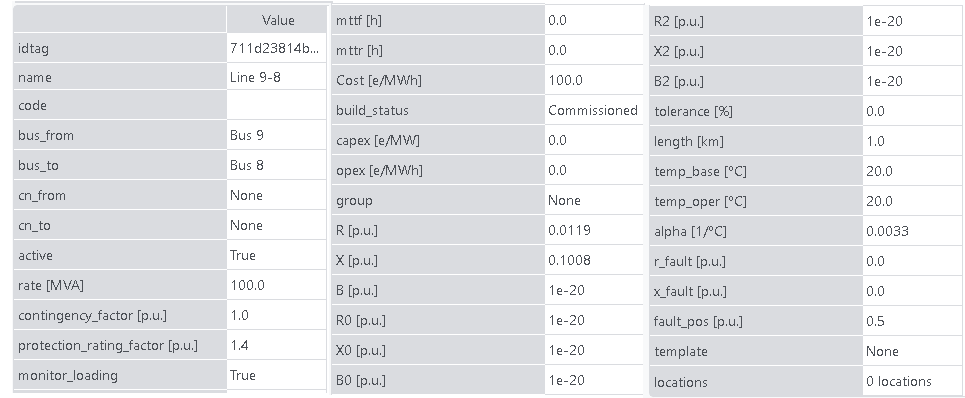 Value
idtag 711d23814b...
name Line 9-8
code
bus_from Bus 9
bus_to Bus 8
cn_from None
cn_to None
active True
rate [MVA] 100.0
contingency_factor [p.u.] 1.0
protection_rating_factor [p.u.] 1.4
monitor_loading True
mttf [h] 0.0
mttr [h] 0.0
Cost [e/MWh] 100.0
build_status Commissioned
capex [e/MW] 0.0
opex [e/MWh] 0.0
group None
R [p.u.] 0.0119
X [p.u.] 0.1008
B [p.u.] 1e-20
R0 [p.u.] 1e-20
X0 [p.u.] 1e-20
B0 [p.u.] 1e-20
R2 [p.u.] 1e-20
X2 [p.u.] 1e-20
B2 [p.u.] 1e-20
tolerance [%] 0.0
length [km] 1.0
temp_base [ºC] 20.0
temp_oper [ºC] 20.0
alpha [1/ºC] 0.0033
r_fault [p.u.] 0.0
x_fault [p.u.] 0.0
fault_pos [p.u.] 0.5
template None
locations 0 locations